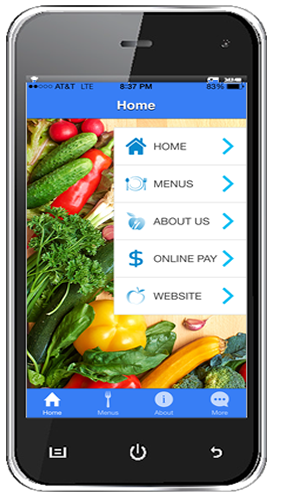 AT&T LTE 8:37 PM 83%
Home
HOME
MENUS
ABOUT US
ONLINE PAY
WEBSITE
Home Menus About More